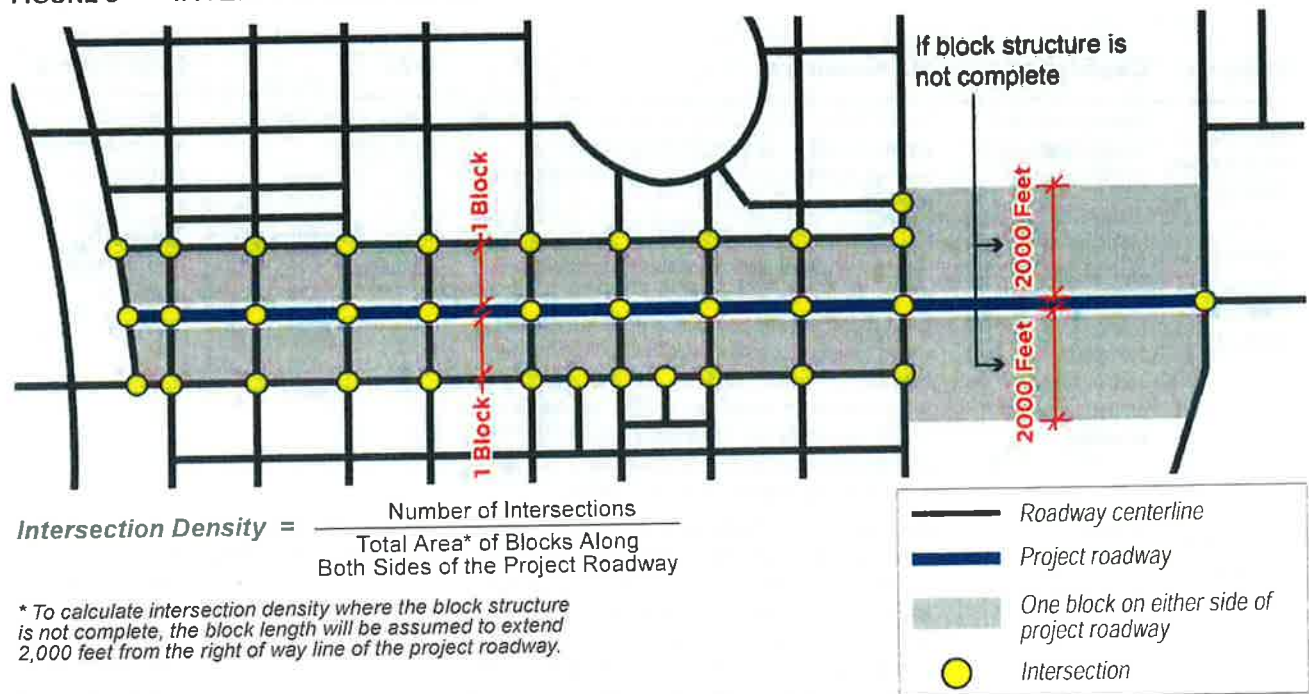 If block structure is
not complete
1 Block
1 Block
2000 Feet
2000 Feet
Intersection Density =
Number of Intersections
Total Area* of Blocks Along
Both Sides of the Project Roadway
* To calculate intersection density where the block structure
is not complete, the block length will be assumed to extend
2,000 feet from the right of way line of the project roadway.
Roadway centerline
Project roadway
One block on either side of
project roadway
Intersection